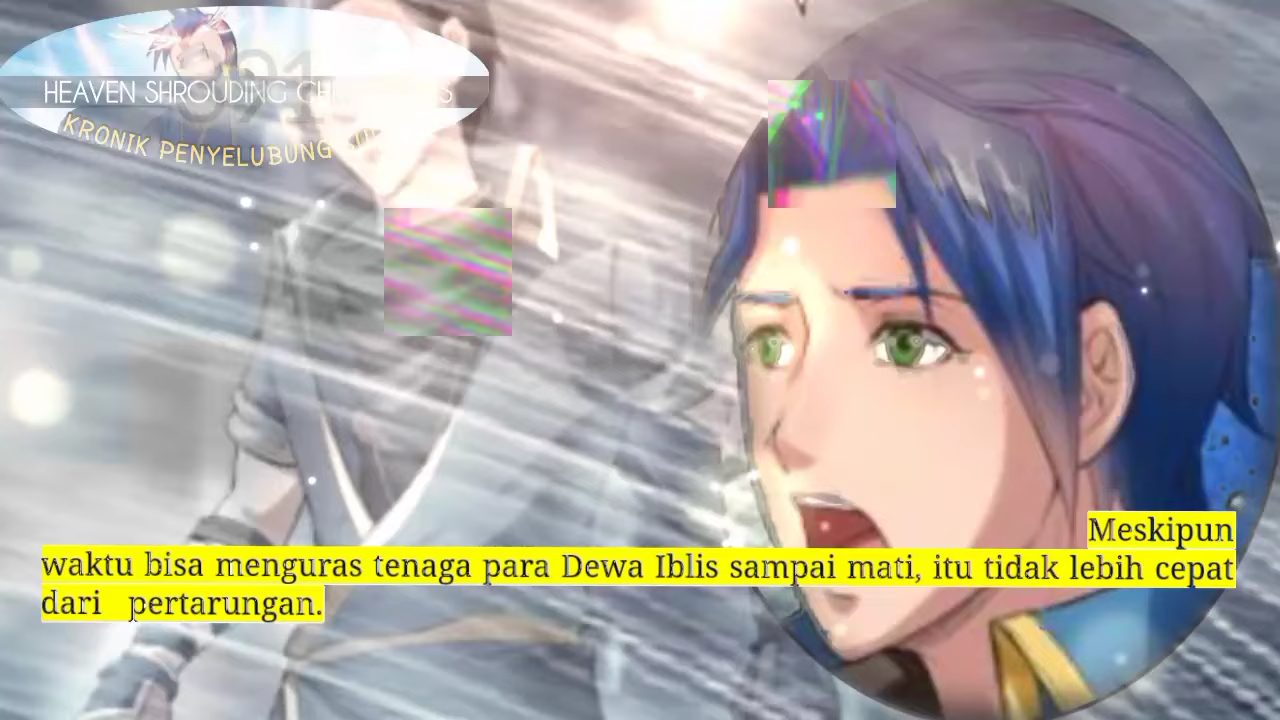 091
HEAVEN SHROUDING
KRONIK PENYELUBUNG
Meskipun
waktu bisa menguras tenaga para Dewa Iblis sampai mati, itu tidak lebih cepat
dari pertarungan.